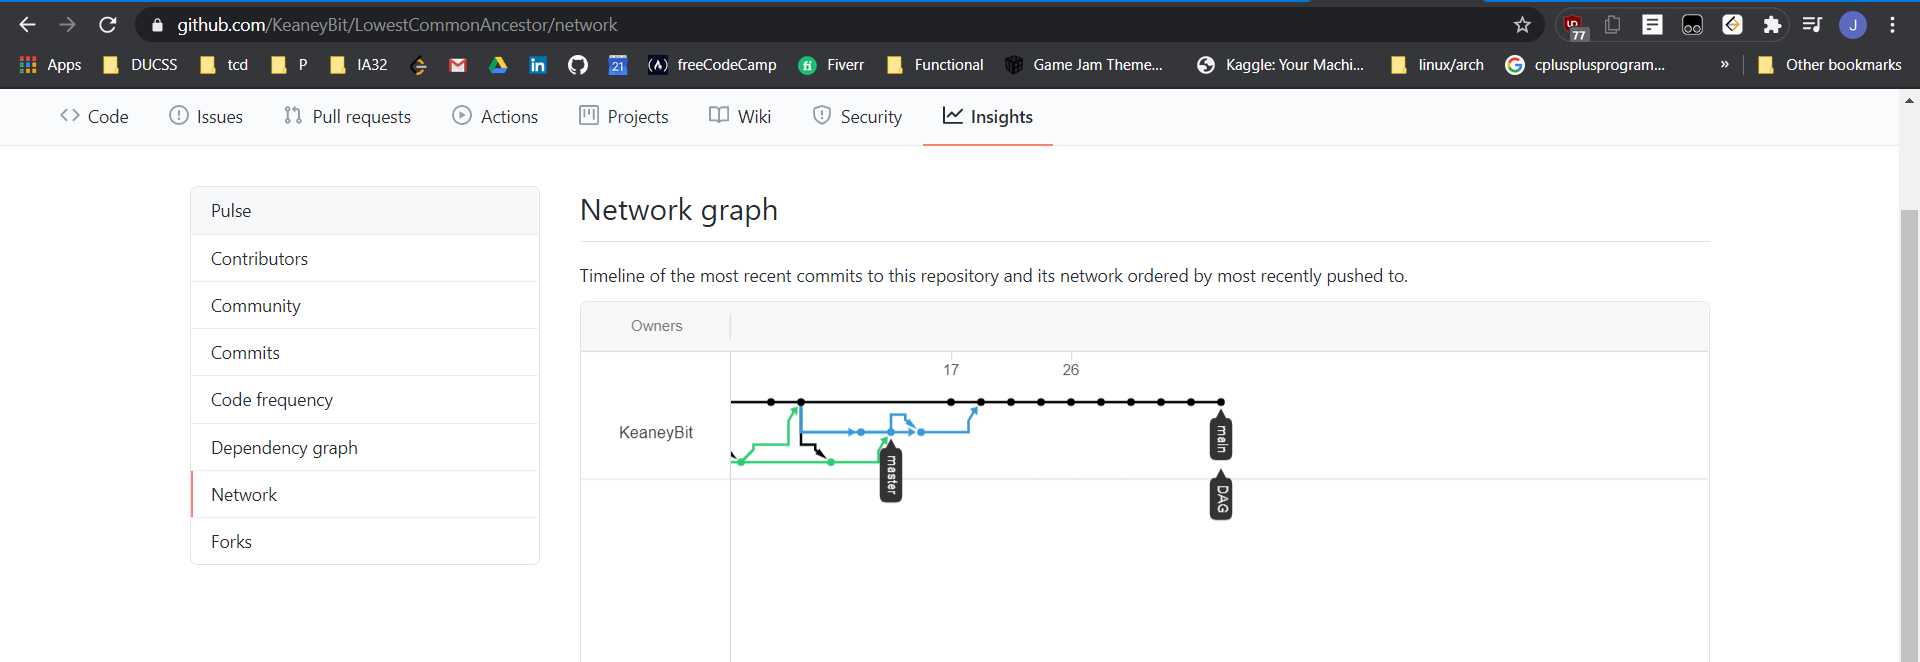 github.com/KeaneyBit/LowestCommonAncestor/network
77
J
Apps DUCSS tcd P IA32 21 (A) freeCodeCamp fi Fiverr Functional Game Jam Theme... Kaggle: Your Machi... linux/arch G cplusplusprogram... » Other bookmarks
Code Issues Pull requests Actions Projects Wiki Security Insights
Pulse
Contributors
Community
Commits
Code frequency
Dependency graph
Network
Forks
Network graph
Timeline of the most recent commits to this repository and its network ordered by most recently pushed to.
Owners
17 26
KeaneyBit
master
main
DAG